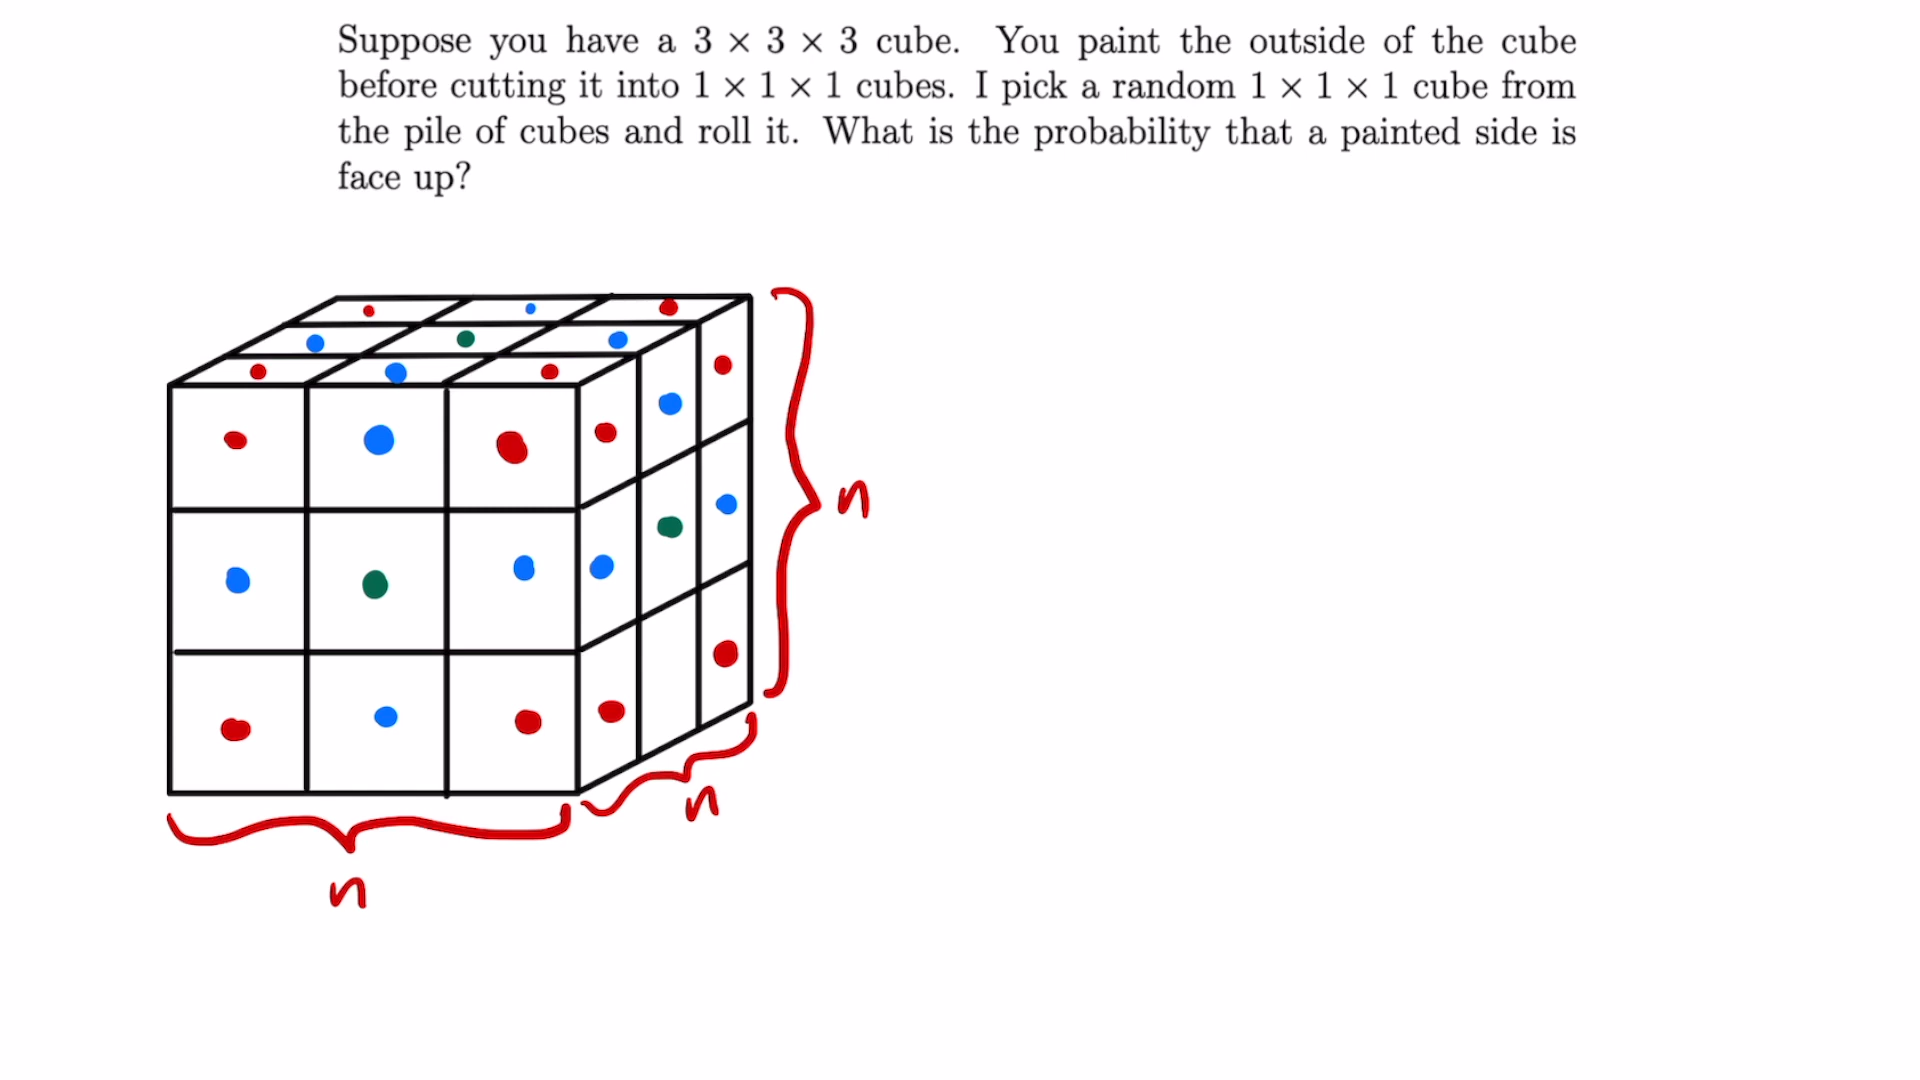 Suppose you have a 3 × 3 × 3 cube. You paint the outside of the cube
before cutting it into 1 × 1 × 1 cubes. I pick a random 1 × 1 × 1 cube from
the pile of cubes and roll it. What is the probability that a painted side is
face up?
n
n
n